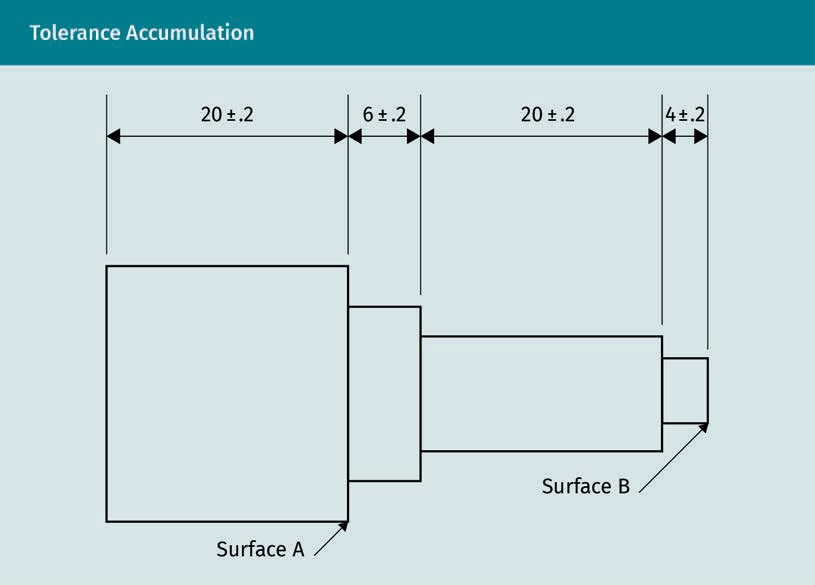 Tolerance Accumulation
20 ± .2
6 ± .2
20 ± .2
4 ± .2
Surface B
Surface A